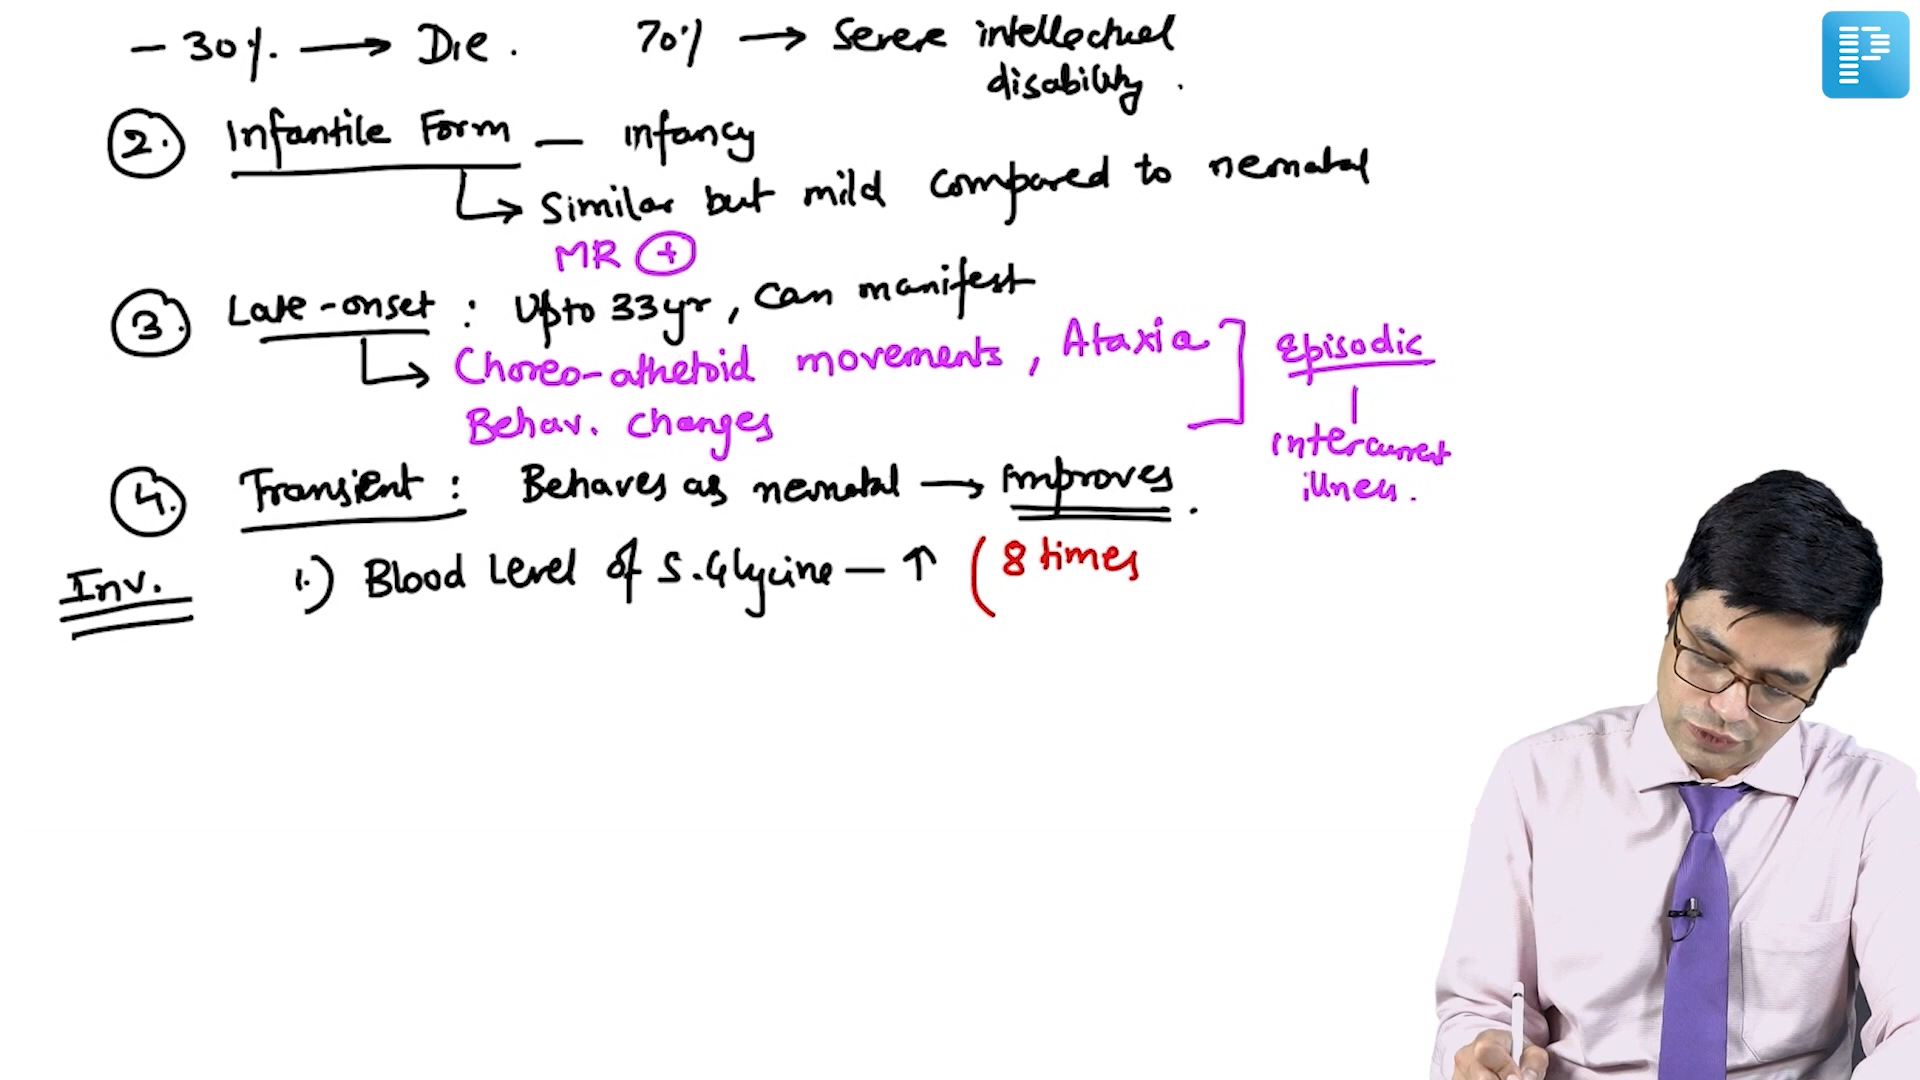 – 30%. → Die. 70% → Severe intellectual
disability.
2. Infantile Form — infancy
↳ Similar but mild compared to neonatal
MR (+)
3. Late-onset : Upto 33yr, can manifest
↳ Choreo-athetoid movements, Ataxia ] Episodic
Behav. changes
intercurrent
illness.
4. Transient : Behaves as neonatal → improves.
Inv. 1.) Blood Level of S.Glycine — ↑ ( 8 times
P